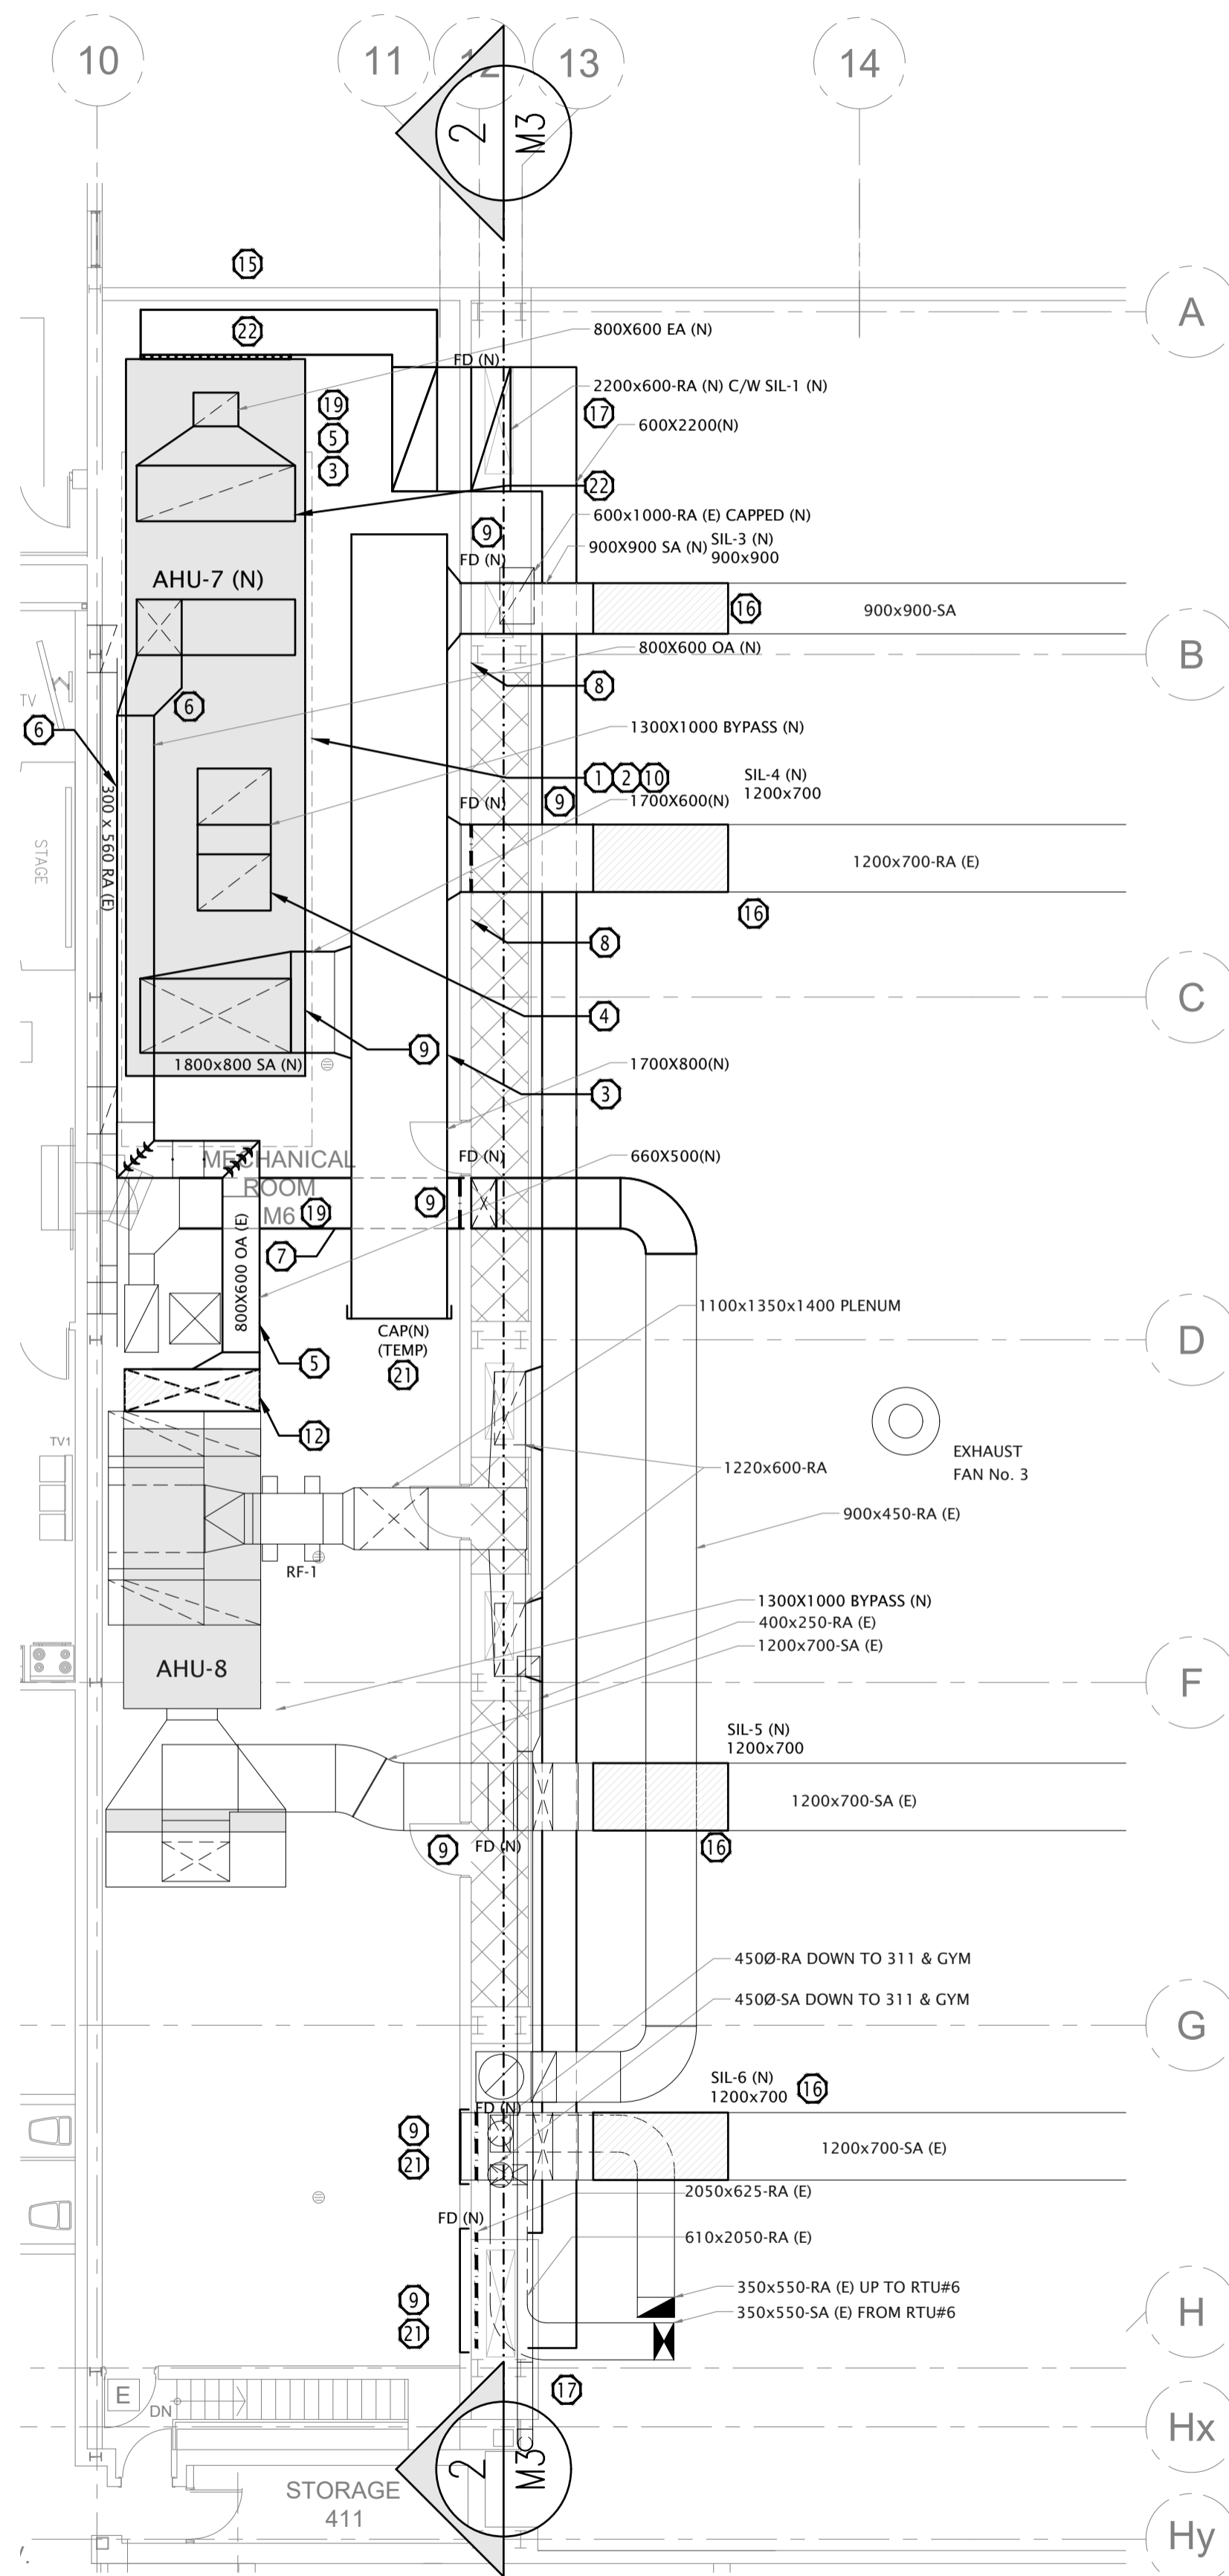 10
11
12
13
14
2
M3
15
A
22
800X600 EA (N)
FD (N)
2200x600-RA (N) C/W SIL-1 (N)
19
17
5
600X2200(N)
3
22
600x1000-RA (E) CAPPED (N)
9
FD (N)
900X900 SA (N)
SIL-3 (N)
900x900
AHU-7 (N)
16
900x900-SA
800X600 OA (N)
B
8
TV
6
6
1300X1000 BYPASS (N)
1
2
10
SIL-4 (N)
1200x700
300 x 560 RA (E)
FD (N)
9
1700X600(N)
STAGE
1200x700-RA (E)
16
8
C
4
9
1800x800 SA (N)
1700X800(N)
3
MECHANICAL
ROOM
M6
FD (N)
660X500(N)
9
19
7
800X600 OA (E)
1100x1350x1400 PLENUM
CAP(N)
(TEMP)
21
D
5
12
TV1
EXHAUST
FAN No. 3
1220x600-RA
900x450-RA (E)
RF-1
1300X1000 BYPASS (N)
400x250-RA (E)
1200x700-SA (E)
AHU-8
F
SIL-5 (N)
1200x700
1200x700-SA (E)
9
FD (N)
16
450Ø-RA DOWN TO 311 & GYM
450Ø-SA DOWN TO 311 & GYM
G
SIL-6 (N)
1200x700
16
FD (N)
9
21
1200x700-SA (E)
2050x625-RA (E)
FD (N)
610x2050-RA (E)
9
21
350x550-RA (E) UP TO RTU#6
350x550-SA (E) FROM RTU#6
H
17
E
DN
Hx
2
M3
STORAGE
411
Hy